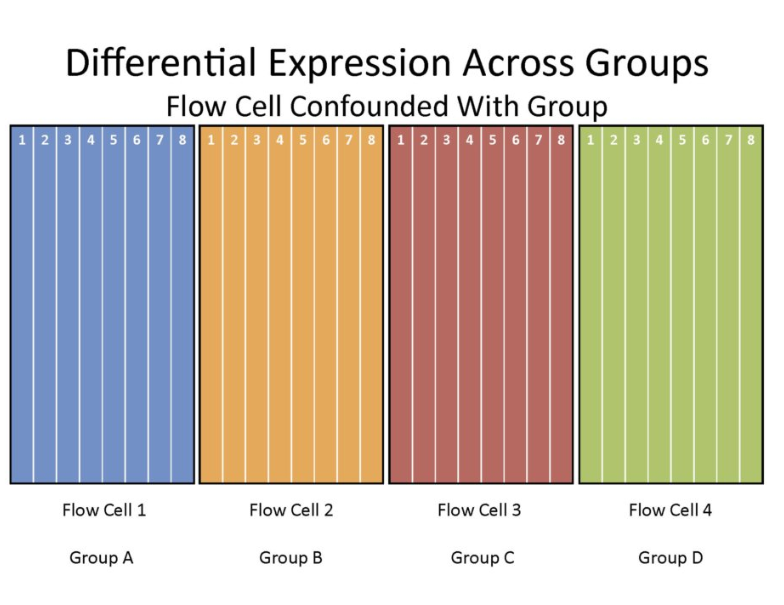 Differential Expression Across Groups
Flow Cell Confounded With Group
1 2 3 4 5 6 7 8 1 2 3 4 5 6 7 8 1 2 3 4 5 6 7 8 1 2 3 4 5 6 7 8
Flow Cell 1 Flow Cell 2 Flow Cell 3 Flow Cell 4
Group A Group B Group C Group D